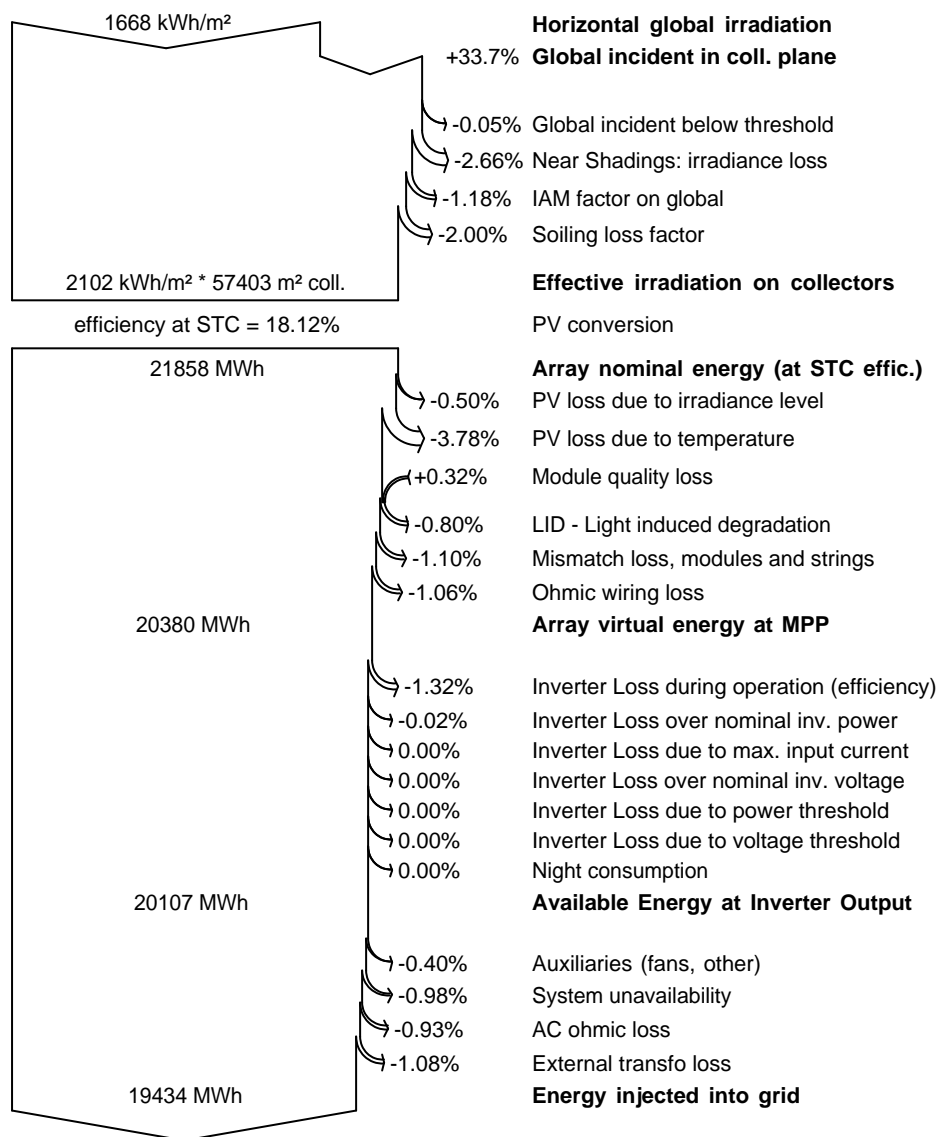 1668 kWh/m² Horizontal global irradiation
+33.7% Global incident in coll. plane
-0.05% Global incident below threshold
-2.66% Near Shadings: irradiance loss
-1.18% IAM factor on global
-2.00% Soiling loss factor
2102 kWh/m² * 57403 m² coll. Effective irradiation on collectors
efficiency at STC = 18.12% PV conversion
21858 MWh Array nominal energy (at STC effic.)
-0.50% PV loss due to irradiance level
-3.78% PV loss due to temperature
+0.32% Module quality loss
-0.80% LID - Light induced degradation
-1.10% Mismatch loss, modules and strings
-1.06% Ohmic wiring loss
20380 MWh Array virtual energy at MPP
-1.32% Inverter Loss during operation (efficiency)
-0.02% Inverter Loss over nominal inv. power
0.00% Inverter Loss due to max. input current
0.00% Inverter Loss over nominal inv. voltage
0.00% Inverter Loss due to power threshold
0.00% Inverter Loss due to voltage threshold
0.00% Night consumption
20107 MWh Available Energy at Inverter Output
-0.40% Auxiliaries (fans, other)
-0.98% System unavailability
-0.93% AC ohmic loss
-1.08% External transfo loss
19434 MWh Energy injected into grid